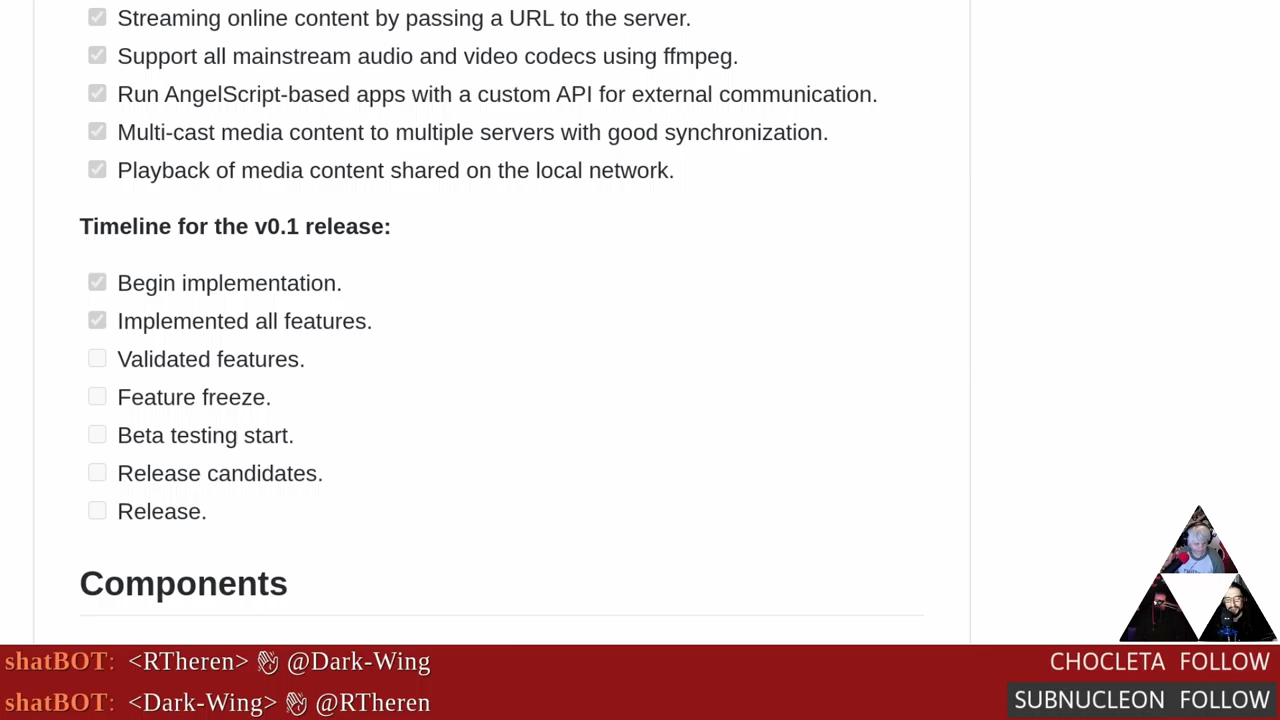 Streaming online content by passing a URL to the server.
Support all mainstream audio and video codecs using ffmpeg.
Run AngelScript-based apps with a custom API for external communication.
Multi-cast media content to multiple servers with good synchronization.
Playback of media content shared on the local network.
Timeline for the v0.1 release:
Begin implementation.
Implemented all features.
Validated features.
Feature freeze.
Beta testing start.
Release candidates.
Release.
Components
shatBOT: <RTheren> 👋 @Dark-Wing
CHOCLETA FOLLOW
shatBOT: <Dark-Wing> 👋 @RTheren
SUBNUCLEON FOLLOW